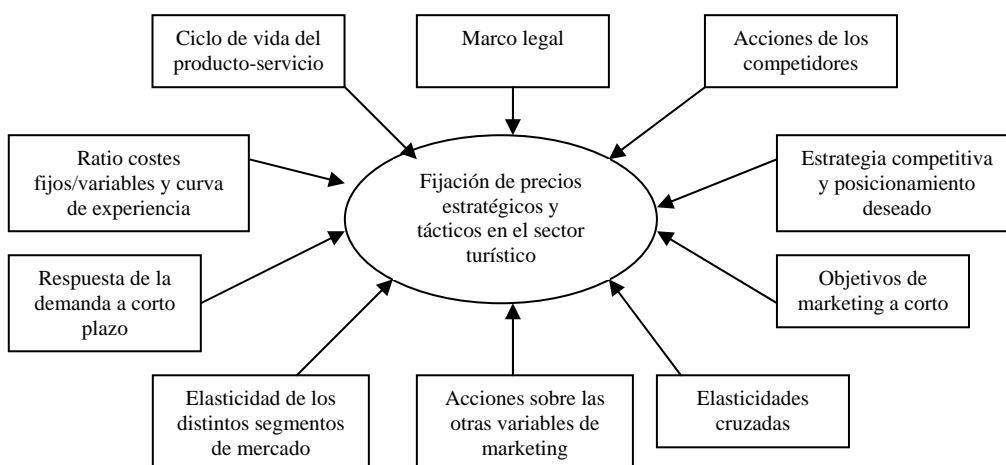 Ciclo de vida del
producto-servicio
Marco legal
Acciones de los
competidores
Ratio costes
fijos/variables y curva
de experiencia
Fijación de precios
estratégicos y
tácticos en el sector
turístico
Estrategia competitiva
y posicionamiento
deseado
Respuesta de la
demanda a corto
plazo
Objetivos de
marketing a corto
Elasticidad de los
distintos segmentos
de mercado
Acciones sobre las
otras variables de
marketing
Elasticidades
cruzadas